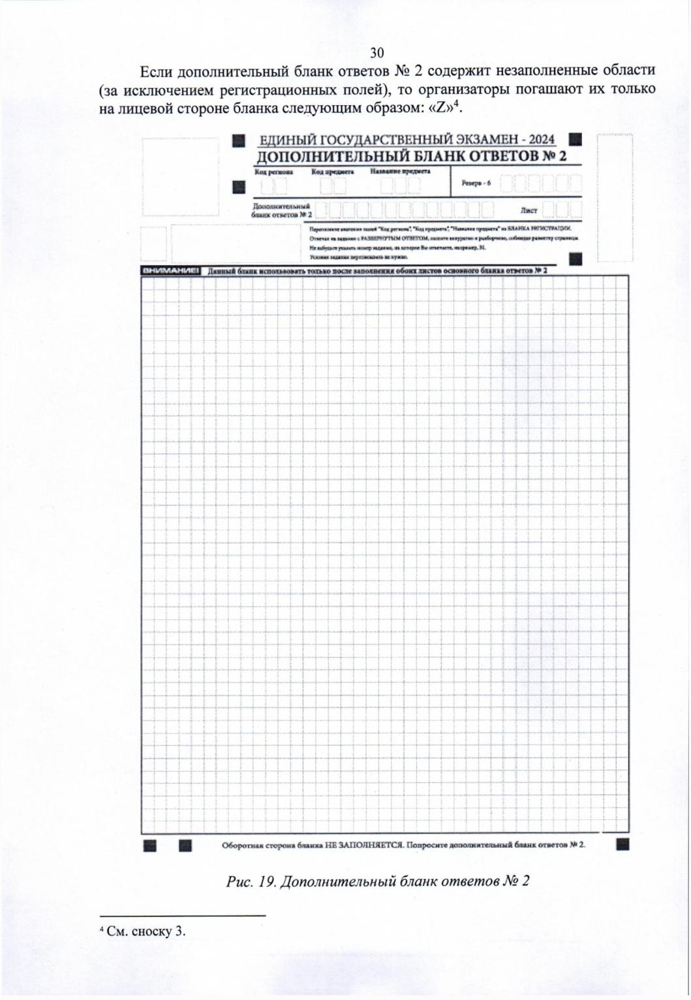 30
Если дополнительный бланк ответов № 2 содержит незаполненные области
(за исключением регистрационных полей), то организаторы погашают их только
на лицевой стороне бланка следующим образом: «Z»⁴.
ЕДИНЫЙ ГОСУДАРСТВЕННЫЙ ЭКЗАМЕН - 2024
ДОПОЛНИТЕЛЬНЫЙ БЛАНК ОТВЕТОВ № 2
Код региона Код предмета Название предмета
Резерв - 6
Дополнительный
бланк ответов № 2
Лист
Перепишите значения полей "Код региона", "Код предмета", "Название предмета" из БЛАНКА РЕГИСТРАЦИИ.
Отвечая на задания с РАЗВЕРНУТЫМ ОТВЕТОМ, пишите аккуратно и разборчиво, соблюдая разметку страницы.
Не забудьте указать номер задания, на которое Вы отвечаете, например, 31.
Условия задания переписывать не нужно.
ВНИМАНИЕ! Данный бланк использовать только после заполнения обоих листов основного бланка ответов № 2
Оборотная сторона бланка НЕ ЗАПОЛНЯЕТСЯ. Попросите дополнительный бланк ответов № 2.
Рис. 19. Дополнительный бланк ответов № 2
⁴ См. сноску 3.